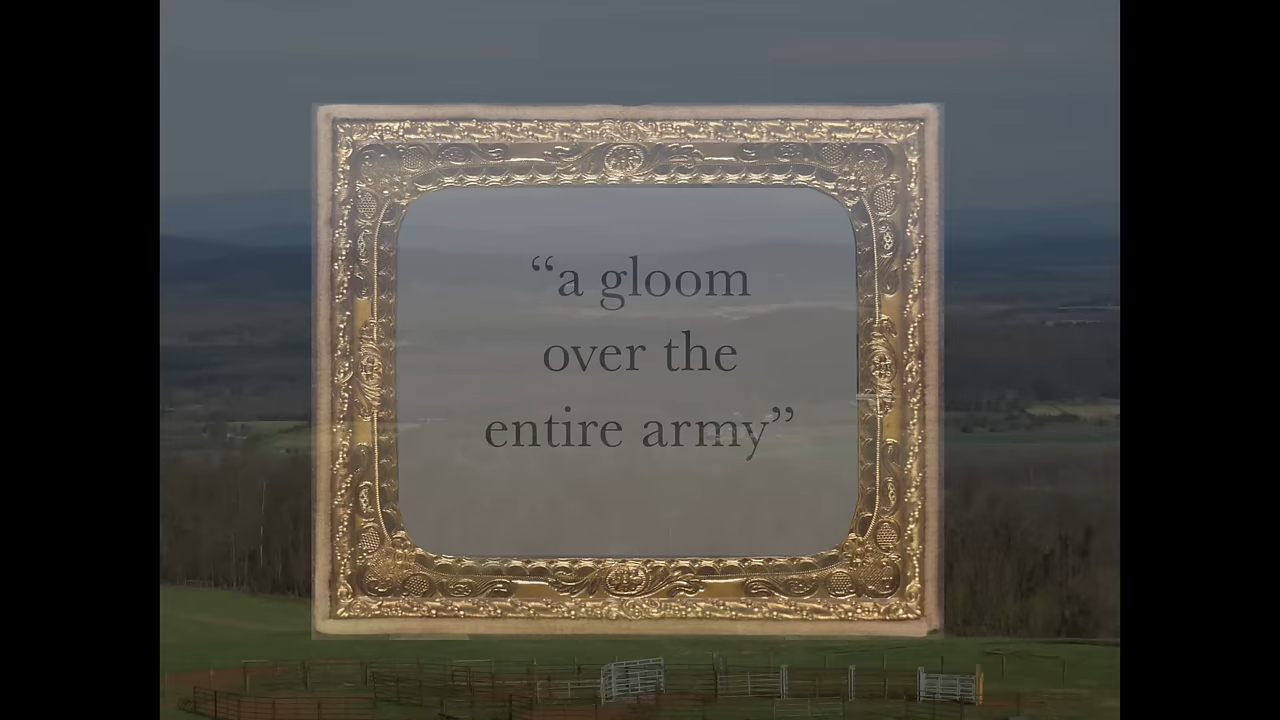 “a gloom
over the
entire army”